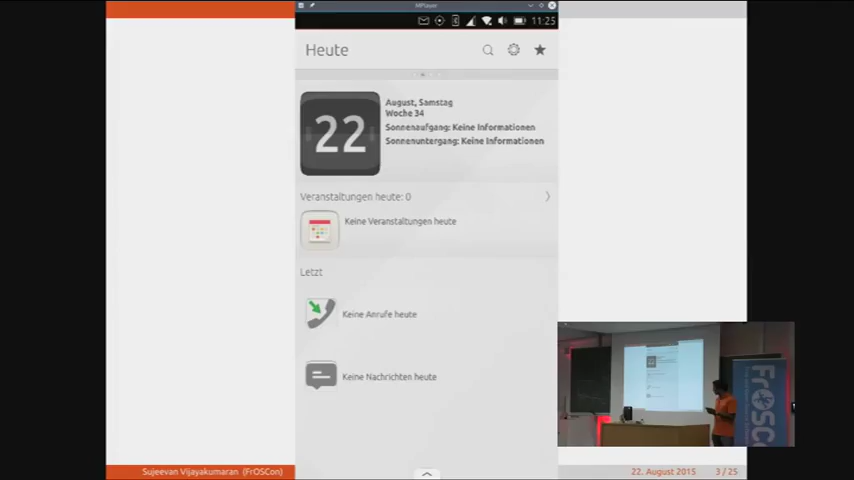 MPlayer
11:25
Heute
22
August, Samstag
Woche 34
Sonnenaufgang: Keine Informationen
Sonnenuntergang: Keine Informationen
Veranstaltungen heute: 0
Keine Veranstaltungen heute
Letzt
Keine Anrufe heute
Keine Nachrichten heute
FrOSCon
Sujeevan Vijayakumaran (FrOSCon)
22. August 2015
3 / 25